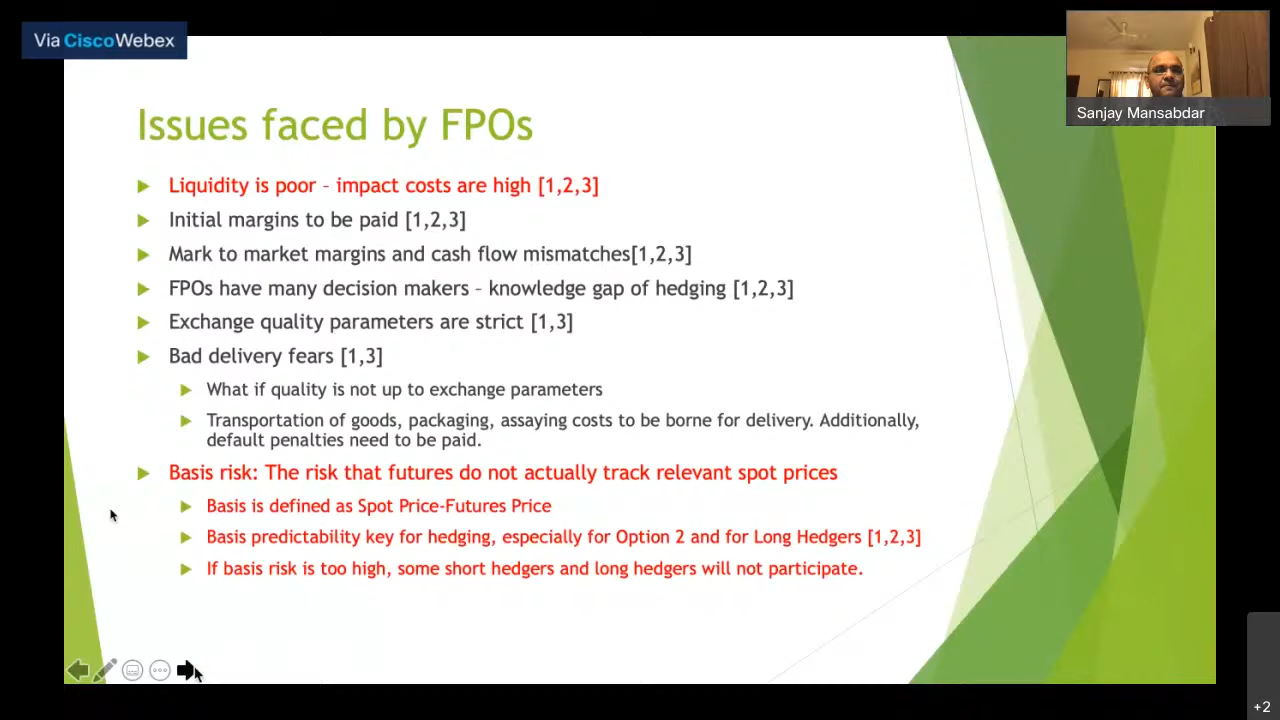 Via CiscoWebex
Sanjay Mansabdar
Issues faced by FPOs
Liquidity is poor – impact costs are high [1,2,3]
Initial margins to be paid [1,2,3]
Mark to market margins and cash flow mismatches[1,2,3]
FPOs have many decision makers – knowledge gap of hedging [1,2,3]
Exchange quality parameters are strict [1,3]
Bad delivery fears [1,3]
What if quality is not up to exchange parameters
Transportation of goods, packaging, assaying costs to be borne for delivery. Additionally,
default penalties need to be paid.
Basis risk: The risk that futures do not actually track relevant spot prices
Basis is defined as Spot Price-Futures Price
Basis predictability key for hedging, especially for Option 2 and for Long Hedgers [1,2,3]
If basis risk is too high, some short hedgers and long hedgers will not participate.
+2